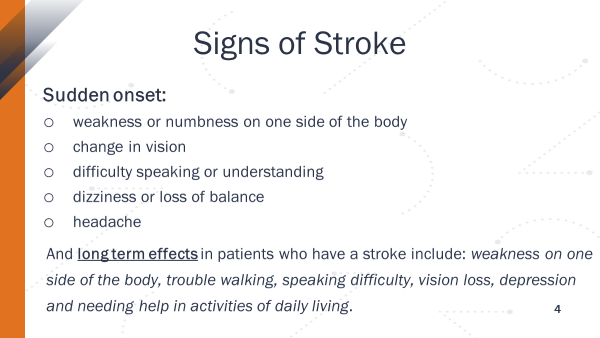 Signs of Stroke
Sudden onset:
○ weakness or numbness on one side of the body
○ change in vision
○ difficulty speaking or understanding
○ dizziness or loss of balance
○ headache
And long term effects in patients who have a stroke include: weakness on one
side of the body, trouble walking, speaking difficulty, vision loss, depression
and needing help in activities of daily living.
4